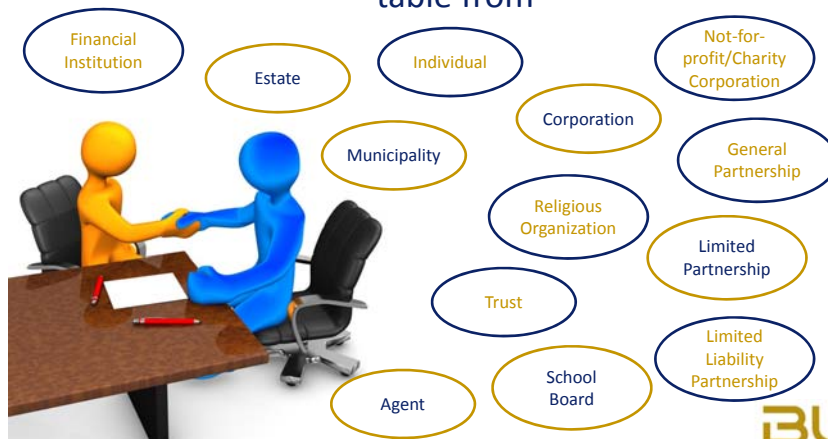 table from
Financial
Institution
Estate
Individual
Not-for-
profit/Charity
Corporation
Corporation
Municipality
General
Partnership
Religious
Organization
Limited
Partnership
Trust
Limited
Liability
Partnership
School
Board
Agent